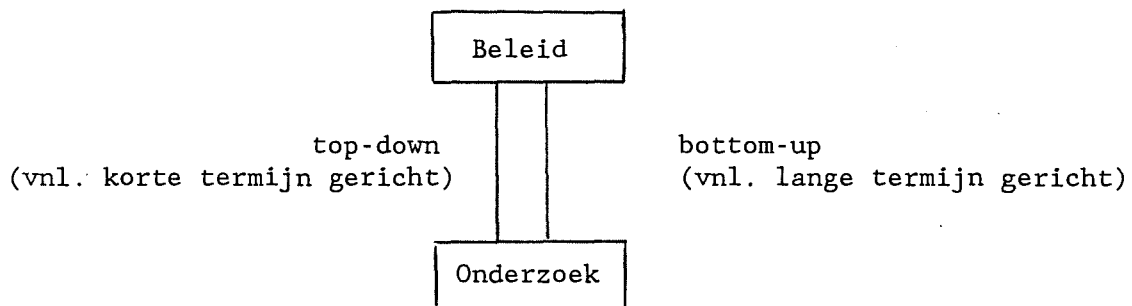 Beleid
top-down
(vnl. korte termijn gericht)
bottom-up
(vnl. lange termijn gericht)
Onderzoek